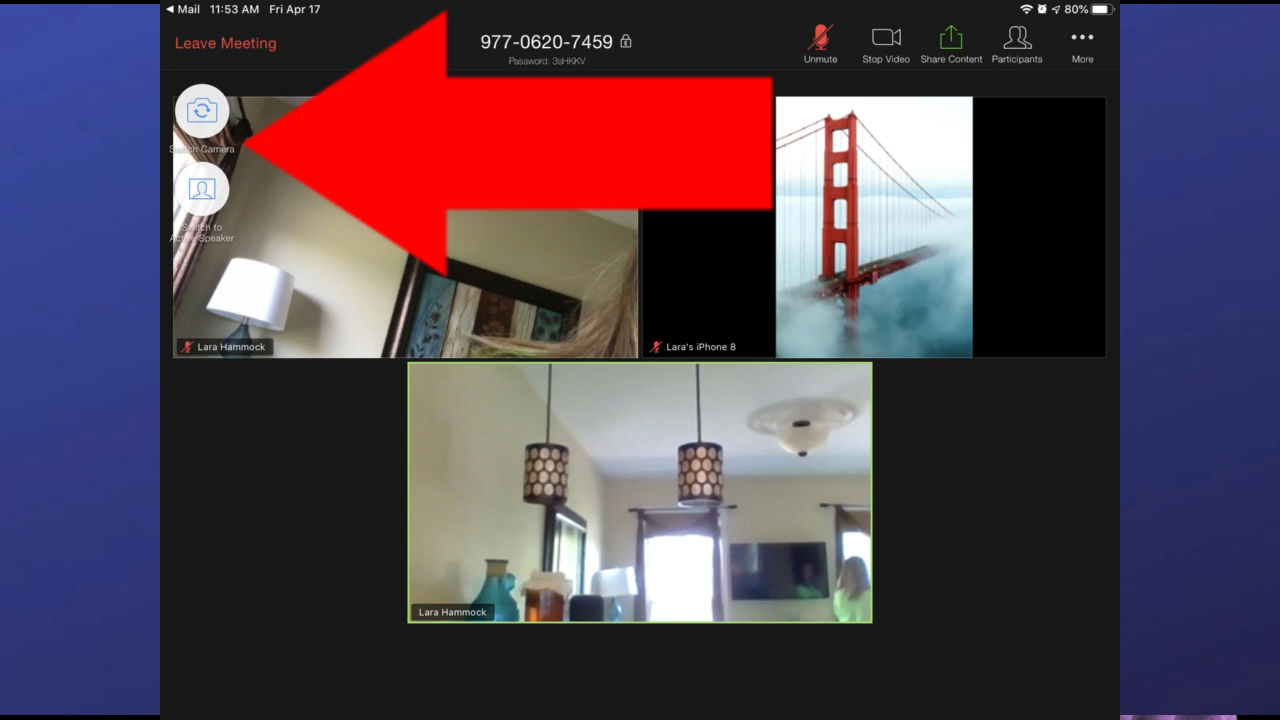 ◀ Mail 11:53 AM Fri Apr 17
80%
Leave Meeting
977-0620-7459
Password: 3sHKKV
Unmute
Stop Video
Share Content
Participants
More
Switch Camera
Switch to
Active Speaker
Lara Hammock
Lara's iPhone 8
Lara Hammock